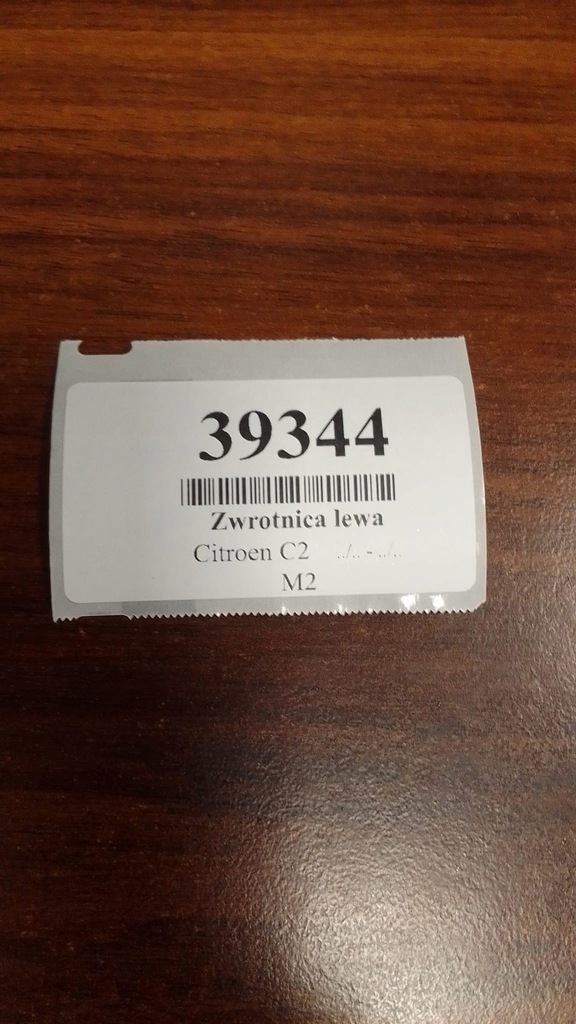 39344
Zwrotnica lewa
Citroen C2 ../.. - ../..
M2